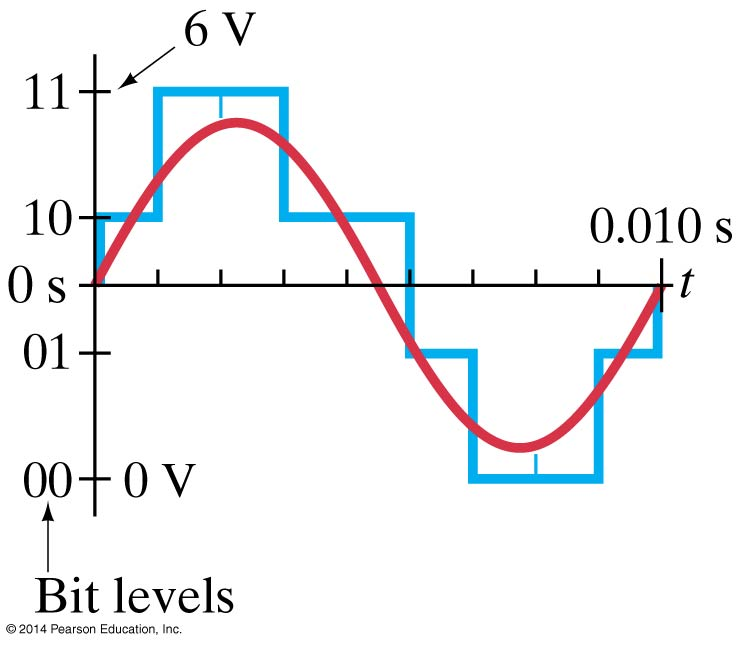 6 V
11
10
0.010 s
0 s
t
01
00
0 V
Bit levels
© 2014 Pearson Education, Inc.